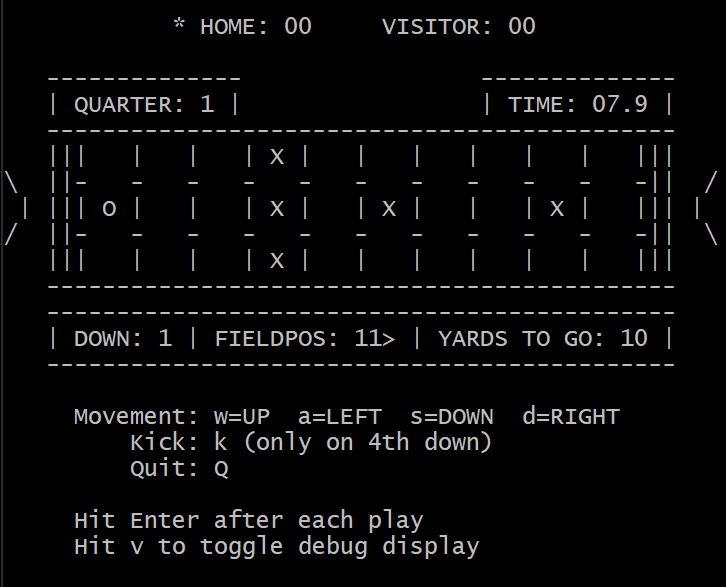 * HOME: 00     VISITOR: 00

   --------------                 --------------
   | QUARTER: 1 |                 | TIME: 07.9 |
   ---------------------------------------------
   |||   |   |   | X |   |   |   |   |   |   |||
\  ||-   -   -   -   -   -   -   -   -   -   -||  /
 | ||| O |   |   | X |   | X |   |   | X |   ||| |
/  ||-   -   -   -   -   -   -   -   -   -   -||  \
   |||   |   |   | X |   |   |   |   |   |   |||
   ---------------------------------------------
   ---------------------------------------------
   | DOWN: 1 | FIELDPOS: 11> | YARDS TO GO: 10 |
   ---------------------------------------------

     Movement: w=UP  a=LEFT  s=DOWN  d=RIGHT
         Kick: k (only on 4th down)
         Quit: Q

     Hit Enter after each play
     Hit v to toggle debug display